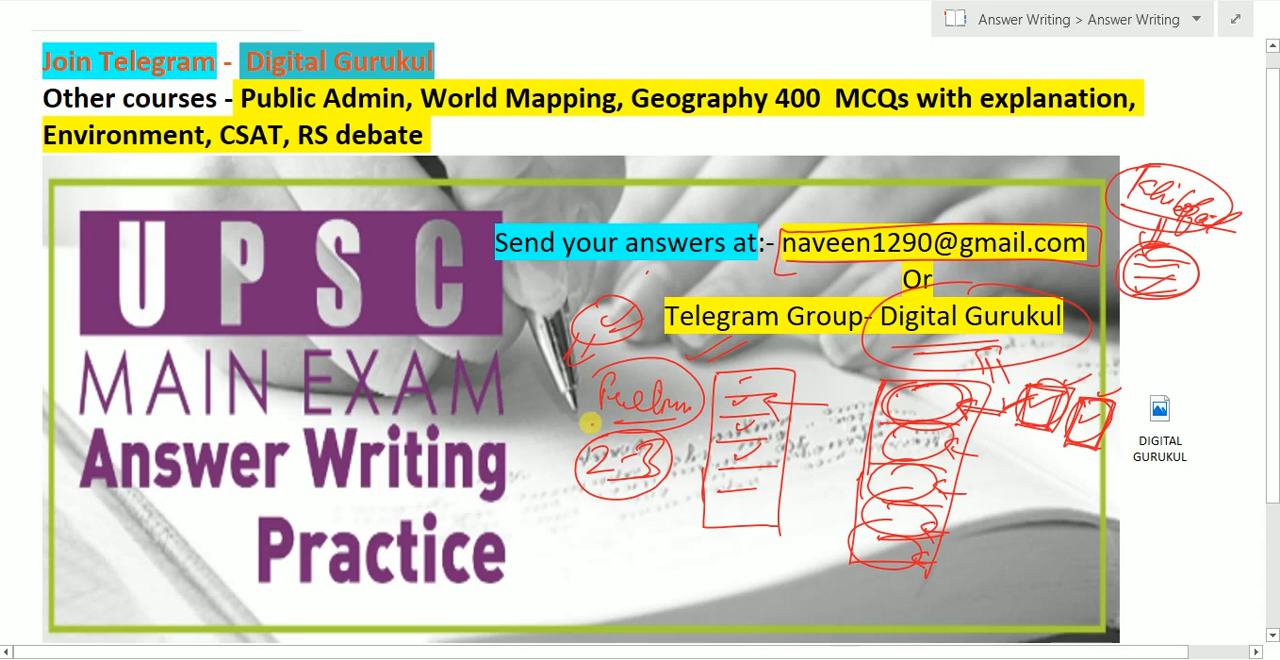 Answer Writing > Answer Writing
Join Telegram - Digital Gurukul
Other courses - Public Admin, World Mapping, Geography 400 MCQs with explanation,
Environment, CSAT, RS debate
UPSC
MAIN EXAM
Answer Writing
Practice
Send your answers at:- naveen1290@gmail.com
Or
Telegram Group- Digital Gurukul
2-3
DIGITAL
GURUKUL